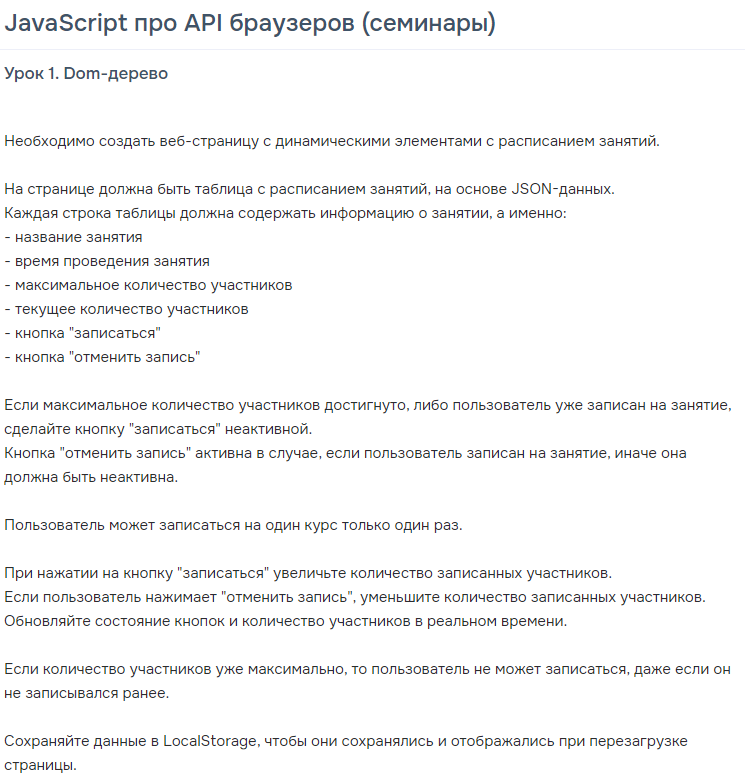 JavaScript про API браузеров (семинары)
Урок 1. Dom-дерево
Необходимо создать веб-страницу с динамическими элементами с расписанием занятий.
На странице должна быть таблица с расписанием занятий, на основе JSON-данных.
Каждая строка таблицы должна содержать информацию о занятии, а именно:
- название занятия
- время проведения занятия
- максимальное количество участников
- текущее количество участников
- кнопка "записаться"
- кнопка "отменить запись"
Если максимальное количество участников достигнуто, либо пользователь уже записан на занятие,
сделайте кнопку "записаться" неактивной.
Кнопка "отменить запись" активна в случае, если пользователь записан на занятие, иначе она
должна быть неактивна.
Пользователь может записаться на один курс только один раз.
При нажатии на кнопку "записаться" увеличьте количество записанных участников.
Если пользователь нажимает "отменить запись", уменьшите количество записанных участников.
Обновляйте состояние кнопок и количество участников в реальном времени.
Если количество участников уже максимально, то пользователь не может записаться, даже если он
не записывался ранее.
Сохраняйте данные в LocalStorage, чтобы они сохранялись и отображались при перезагрузке
страницы.